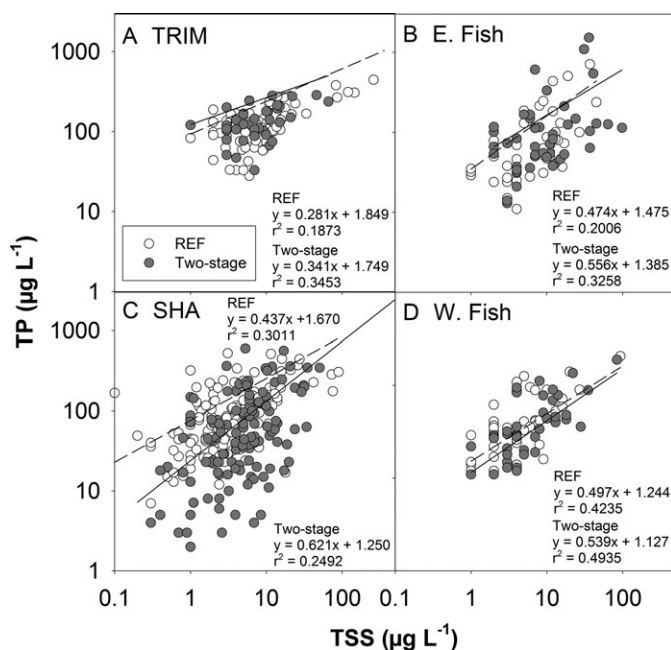 A TRIM
B E. Fish
1000
100
10
1
REF
y = 0.281x + 1.849
r² = 0.1873
Two-stage
y = 0.341x + 1.749
r² = 0.3453
REF
Two-stage
REF
y = 0.474x + 1.475
r² = 0.2006
Two-stage
y = 0.556x + 1.385
r² = 0.3258
TP (µg L⁻¹)
C SHA
D W. Fish
REF
y = 0.437x +1.670
r² = 0.3011
1000
100
10
1
Two-stage
y = 0.621x + 1.250
r² = 0.2492
REF
y = 0.497x + 1.244
r² = 0.4235
Two-stage
y = 0.539x + 1.127
r² = 0.4935
0.1 1 10 100 0.1 1 10 100
TSS (µg L⁻¹)